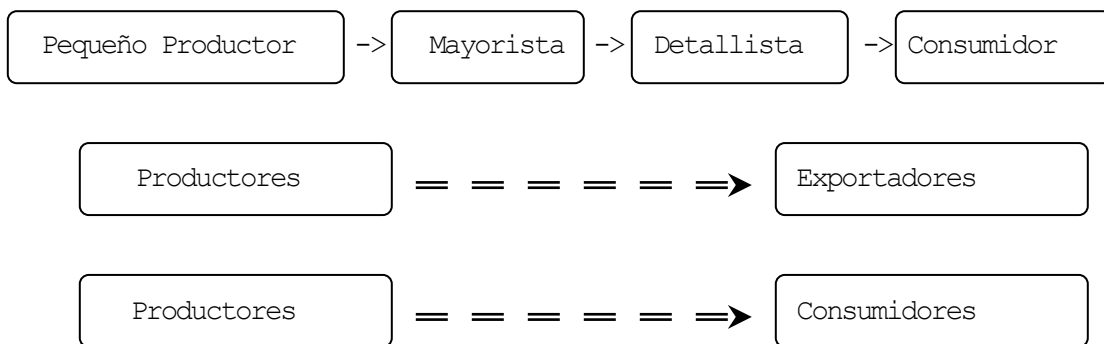 Pequeño Productor -> Mayorista -> Detallista -> Consumidor
Productores Exportadores
Productores Consumidores